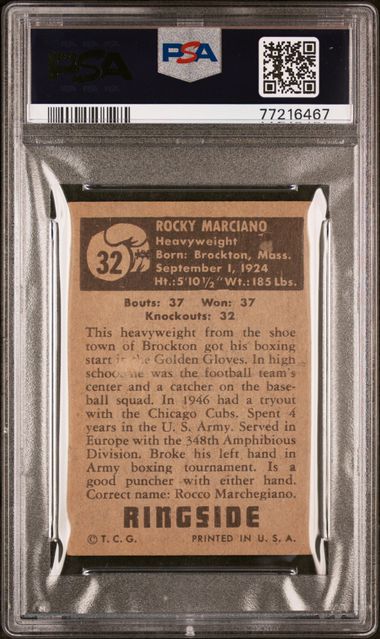 PSA
PSA
77216467
32
ROCKY MARCIANO
Heavyweight
Born: Brockton, Mass.
September 1, 1924
Ht.: 5'10½" Wt.: 185 Lbs.
Bouts: 37 Won: 37
Knockouts: 32
This heavyweight from the shoe
town of Brockton got his boxing
start in the Golden Gloves. In high
school he was the football team's
center and a catcher on the base-
ball squad. In 1946 had a tryout
with the Chicago Cubs. Spent 4
years in the U. S. Army. Served in
Europe with the 348th Amphibious
Division. Broke his left hand in
Army boxing tournament. Is a
good puncher with either hand.
Correct name: Rocco Marchegiano.
RINGSIDE
© T. C. G. PRINTED IN U. S. A.